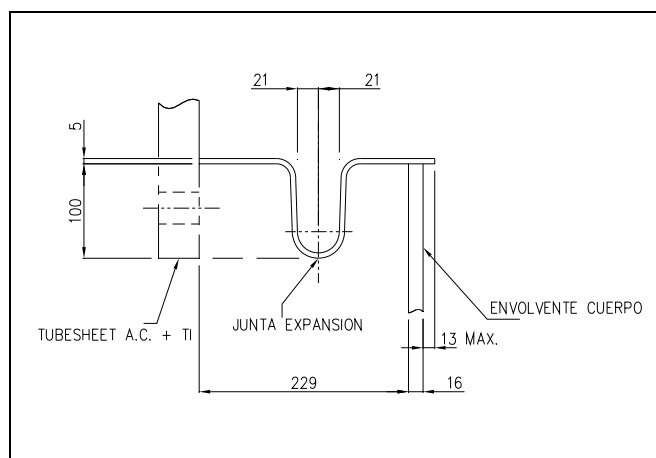 21
21
5
100
ENVOLVENTE CUERPO
JUNTA EXPANSION
TUBESHEET A.C. + TI
13 MAX.
229
16